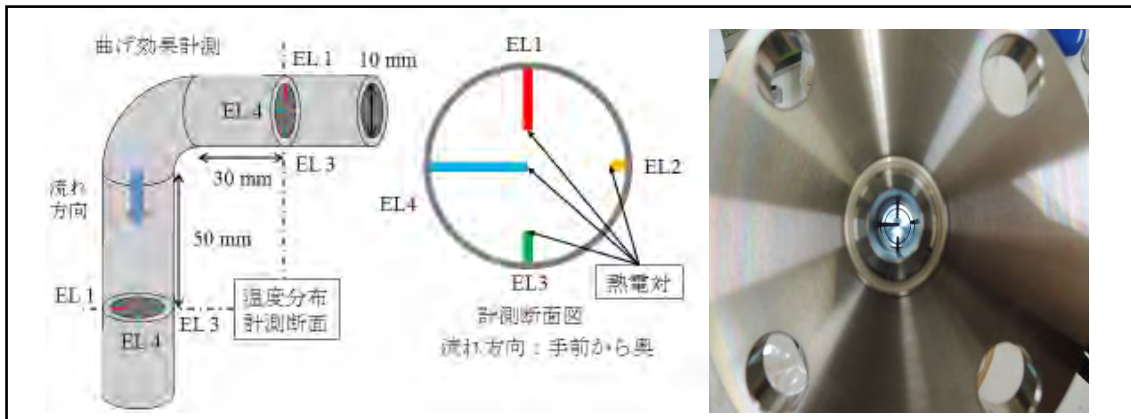 曲げ効果計測
EL 1
10 mm
EL 4
EL 3
30 mm
流れ
方向
50 mm
EL 1
EL 3
EL 4
温度分布
計測断面
EL1
EL2
EL4
EL3
熱電対
計測断面図
流れ方向：手前から奥